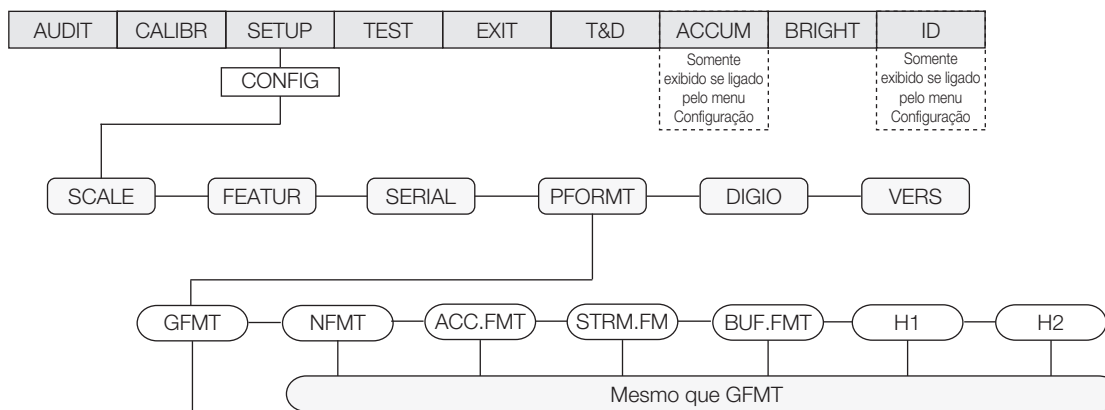 AUDIT CALIBR SETUP TEST EXIT T&D ACCUM BRIGHT ID
CONFIG
Somente
exibido se ligado
pelo menu
Configuração
Somente
exibido se ligado
pelo menu
Configuração
SCALE FEATUR SERIAL PFORMT DIGIO VERS
GFMT NFMT ACC.FMT STRM.FM BUF.FMT H1 H2
Mesmo que GFMT